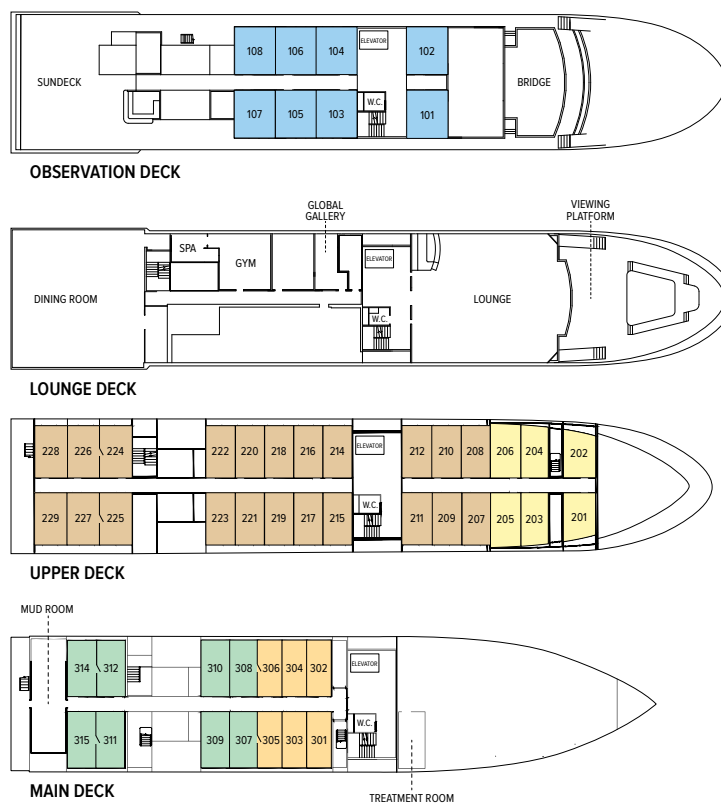 108 106 104 ELEVATOR 102
SUNDECK BRIDGE
W.C.
107 105 103 101
OBSERVATION DECK
GLOBAL
GALLERY
VIEWING
PLATFORM
SPA
GYM
ELEVATOR
DINING ROOM LOUNGE
W.C.
LOUNGE DECK
228 226 224 222 220 218 216 214 ELEVATOR 212 210 208 206 204 202
W.C.
229 227 225 223 221 219 217 215 211 209 207 205 203 201
UPPER DECK
MUD ROOM
314 312 310 308 306 304 302 ELEVATOR
W.C.
315 311 309 307 305 303 301
MAIN DECK
TREATMENT ROOM